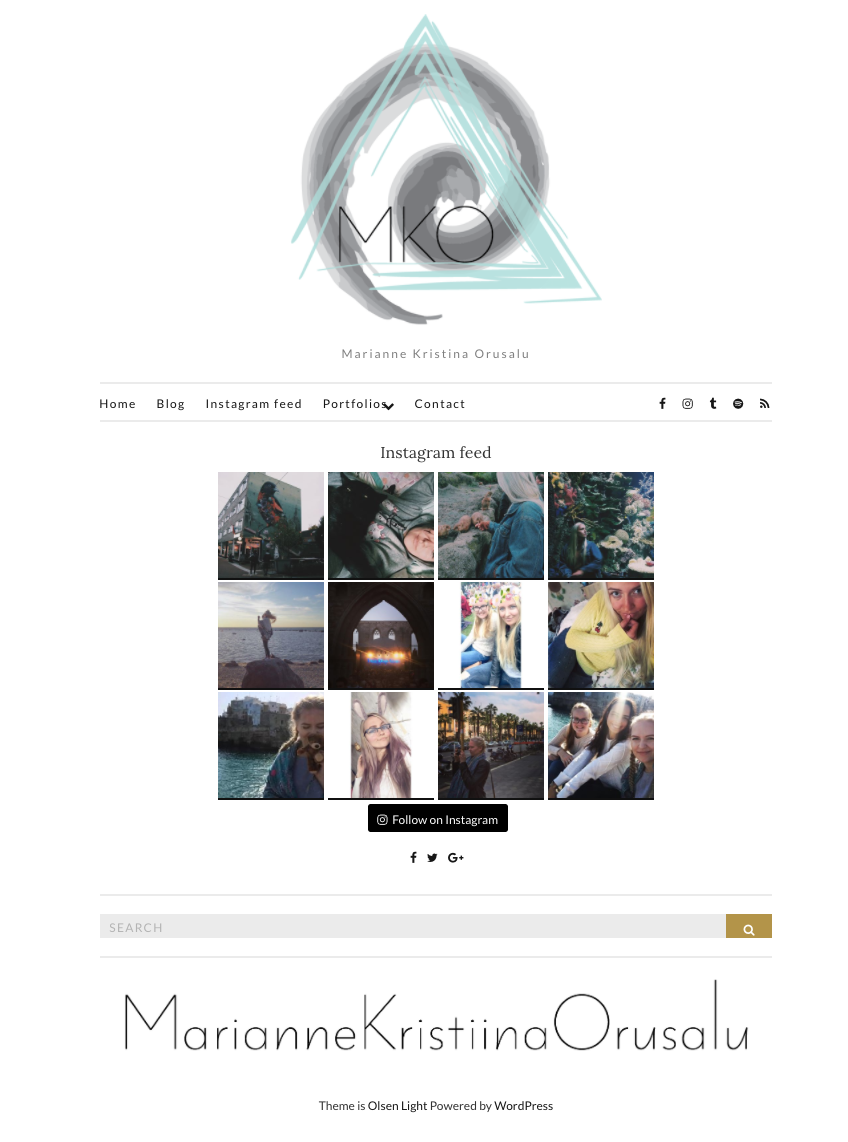 MKO
Marianne Kristina Orusalu
Home Blog Instagram feed Portfolios Contact
Instagram feed
Follow on Instagram
SEARCH
MarianneKristiinaOrusalu
Theme is Olsen Light Powered by WordPress